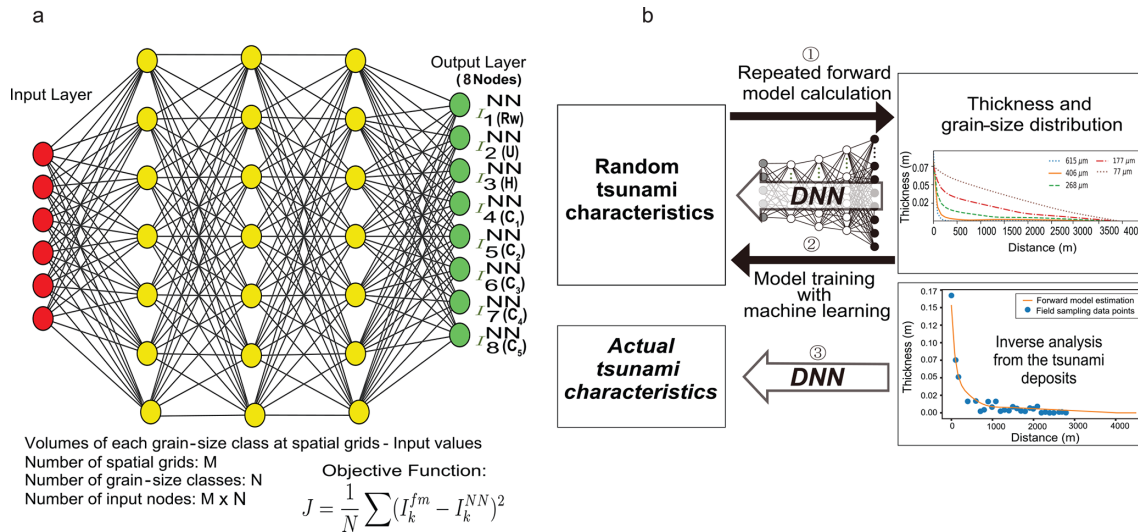 a
Input Layer
Output Layer
(8 Nodes)
I NN 1 (Rw)
I NN 2 (U)
I NN 3 (H)
I NN 4 (C₁)
I NN 5 (C₂)
I NN 6 (C₃)
I NN 7 (C₄)
I NN 8 (C₅)
Volumes of each grain-size class at spatial grids - Input values
Number of spatial grids: M
Number of grain-size classes: N
Number of input nodes: M x N
Objective Function:
J = 1/N ∑(I_k^fm − I_k^NN)²
b
①
Repeated forward
model calculation
Random
tsunami
characteristics
DNN
②
Model training
with
machine learning
Thickness and
grain-size distribution
Thickness (m)
0.07
0.05
0.02
615 µm
406 µm
268 µm
177 µm
77 µm
0 500 1000 1500 2000 2500 3000 3500 400
Distance (m)
Actual
tsunami
characteristics
③
DNN
Thickness (m)
0.17
0.15
0.12
0.10
0.07
0.05
0.02
0.00
Forward model estimation
Field sampling data points
Inverse analysis
from the tsunami
deposits
0 1000 2000 3000 4000
Distance (m)